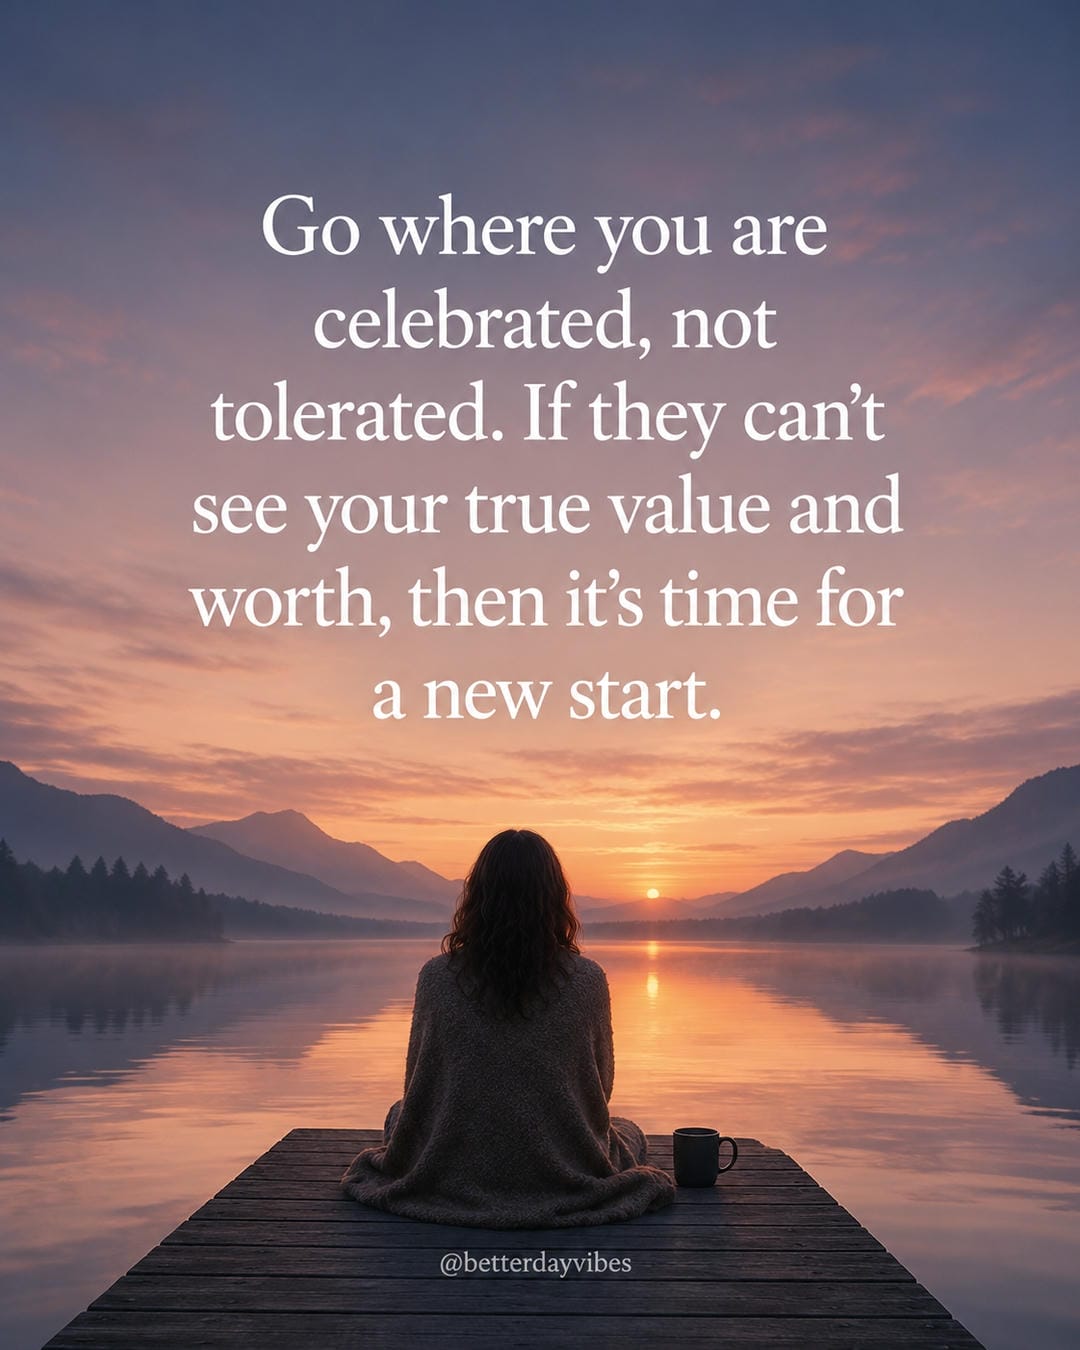 Go where you are
celebrated, not
tolerated. If they can’t
see your true value and
worth, then it’s time for
a new start.
@betterdayvibes